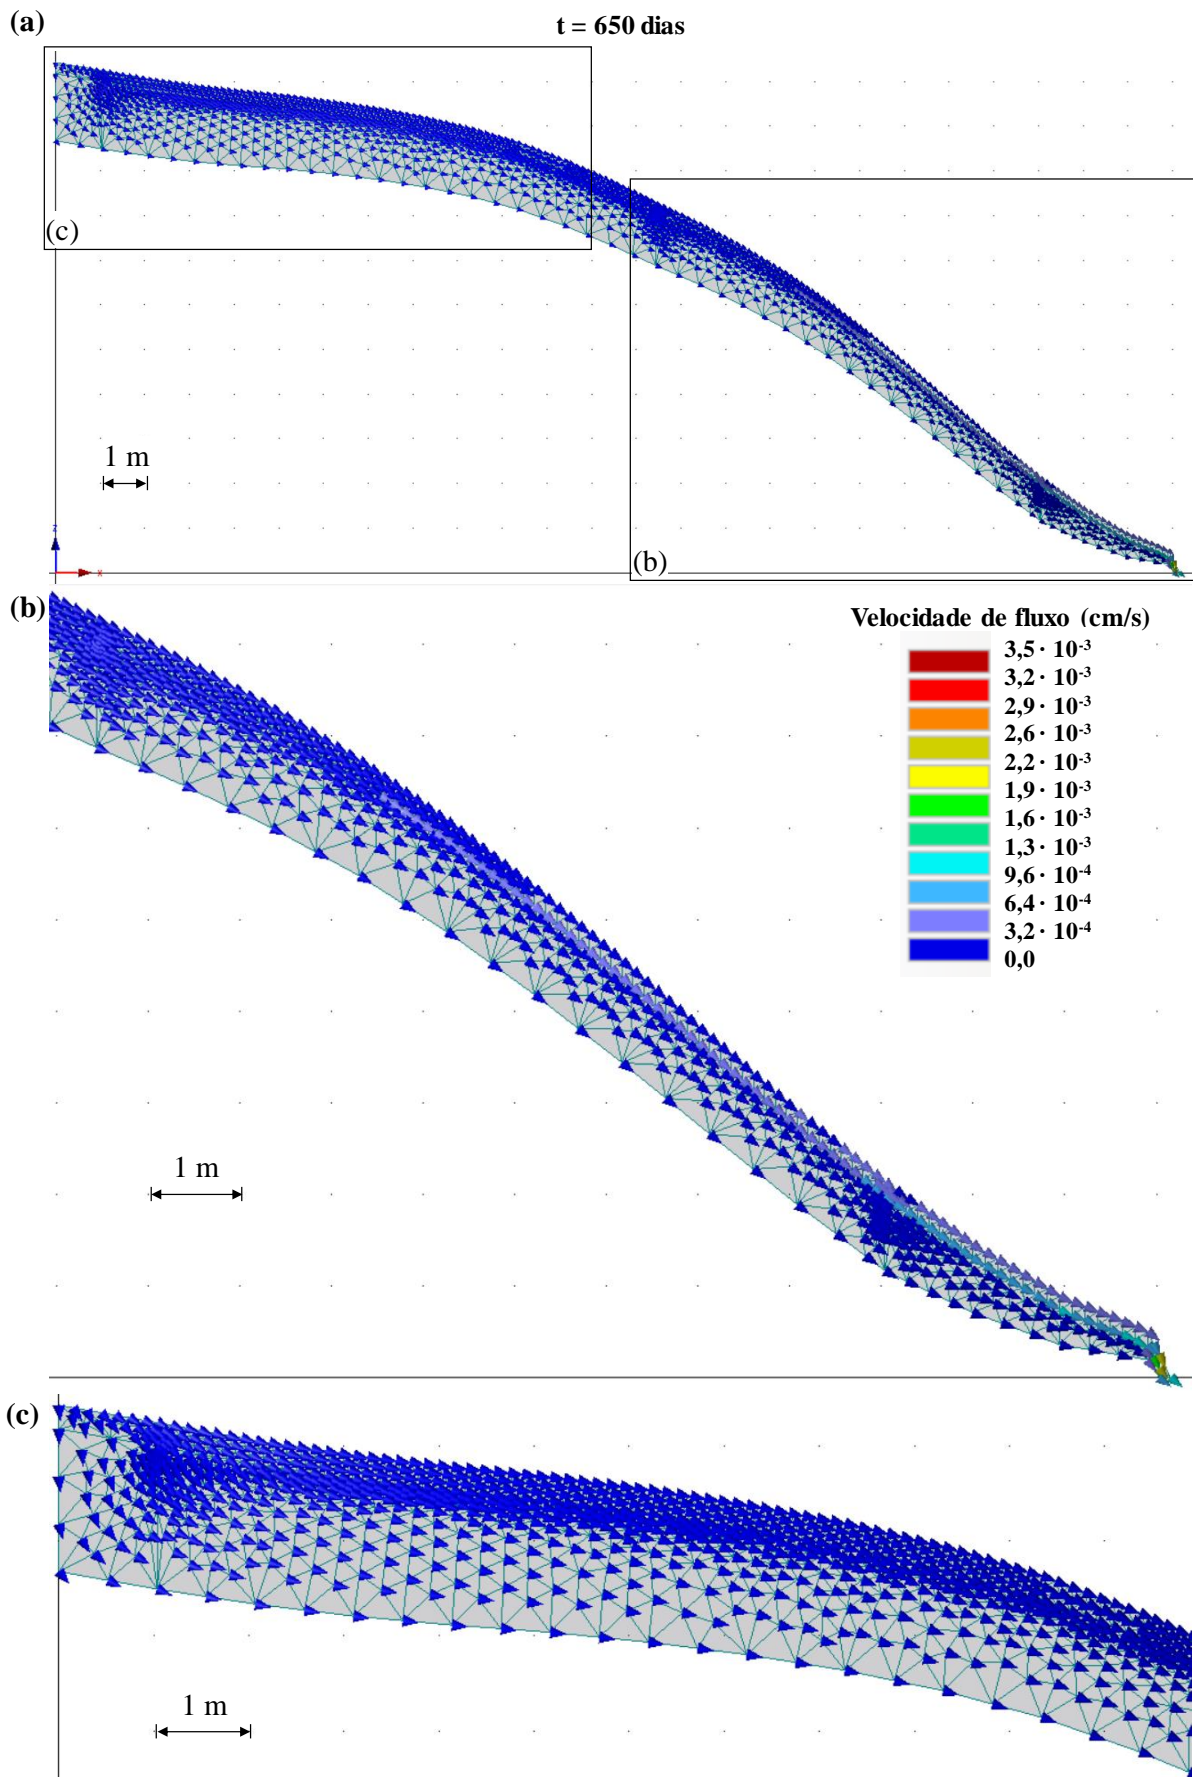 (a)
t = 650 dias
(c)
1 m
z
x
(b)
(b)
Velocidade de fluxo (cm/s)
3,5 · 10⁻³
3,2 · 10⁻³
2,9 · 10⁻³
2,6 · 10⁻³
2,2 · 10⁻³
1,9 · 10⁻³
1,6 · 10⁻³
1,3 · 10⁻³
9,6 · 10⁻⁴
6,4 · 10⁻⁴
3,2 · 10⁻⁴
0,0
1 m
(c)
1 m